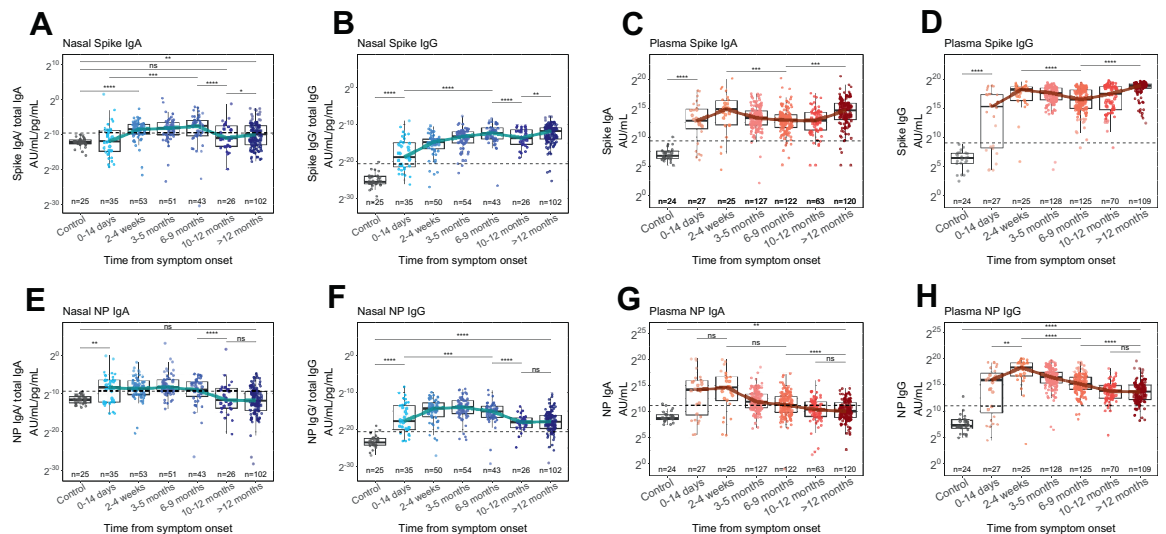 A
Nasal Spike IgA
Spike IgA/ total IgA
AU/mL/pg/mL
2^10
2^0
2^-10
2^-20
2^-30
**
ns
***
****
****
*
n=25 n=35 n=53 n=51 n=43 n=26 n=102
Control
0-14 days
2-4 weeks
3-5 months
6-9 months
10-12 months
>12 months
Time from symptom onset
B
Nasal Spike IgG
Spike IgG/ total IgG
AU/mL/pg/mL
2^0
2^-10
2^-20
2^-30
****
****
****
**
n=25 n=35 n=50 n=54 n=43 n=26 n=102
Control
0-14 days
2-4 weeks
3-5 months
6-9 months
10-12 months
>12 months
Time from symptom onset
C
Plasma Spike IgA
Spike IgA
AU/mL
2^20
2^15
2^10
2^5
2^0
****
***
***
n=24 n=27 n=25 n=127 n=122 n=63 n=120
Control
0-14 days
2-4 weeks
3-5 months
6-9 months
10-12 months
>12 months
Time from symptom onset
D
Plasma Spike IgG
Spike IgG
AU/mL
2^20
2^15
2^10
2^5
2^0
****
****
****
n=24 n=27 n=25 n=128 n=125 n=70 n=109
Control
0-14 days
2-4 weeks
3-5 months
6-9 months
10-12 months
>12 months
Time from symptom onset
E
Nasal NP IgA
NP IgA/ total IgA
AU/mL/pg/mL
2^0
2^-10
2^-20
2^-30
ns
**
****
ns
n=25 n=35 n=53 n=51 n=43 n=26 n=102
Control
0-14 days
2-4 weeks
3-5 months
6-9 months
10-12 months
>12 months
Time from symptom onset
F
Nasal NP IgG
NP IgG/ total IgG
AU/mL/pg/mL
2^0
2^-10
2^-20
2^-30
****
****
***
****
ns
n=25 n=35 n=50 n=54 n=43 n=26 n=102
Control
0-14 days
2-4 weeks
3-5 months
6-9 months
10-12 months
>12 months
Time from symptom onset
G
Plasma NP IgA
NP IgA
AU/mL
2^25
2^20
2^15
2^10
2^5
2^0
**
ns
ns
****
ns
n=24 n=27 n=25 n=127 n=122 n=63 n=120
Control
0-14 days
2-4 weeks
3-5 months
6-9 months
10-12 months
>12 months
Time from symptom onset
H
Plasma NP IgG
NP IgG
AU/mL
2^25
2^20
2^15
2^10
2^5
2^0
****
**
****
****
ns
n=24 n=27 n=25 n=128 n=125 n=70 n=109
Control
0-14 days
2-4 weeks
3-5 months
6-9 months
10-12 months
>12 months
Time from symptom onset